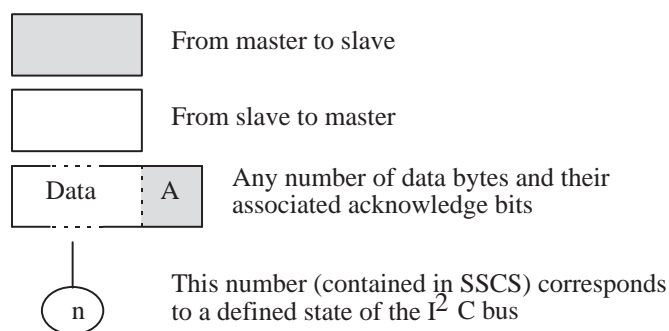 From master to slave
From slave to master
Data A Any number of data bytes and their
associated acknowledge bits
n This number (contained in SSCS) corresponds
to a defined state of the I² C bus